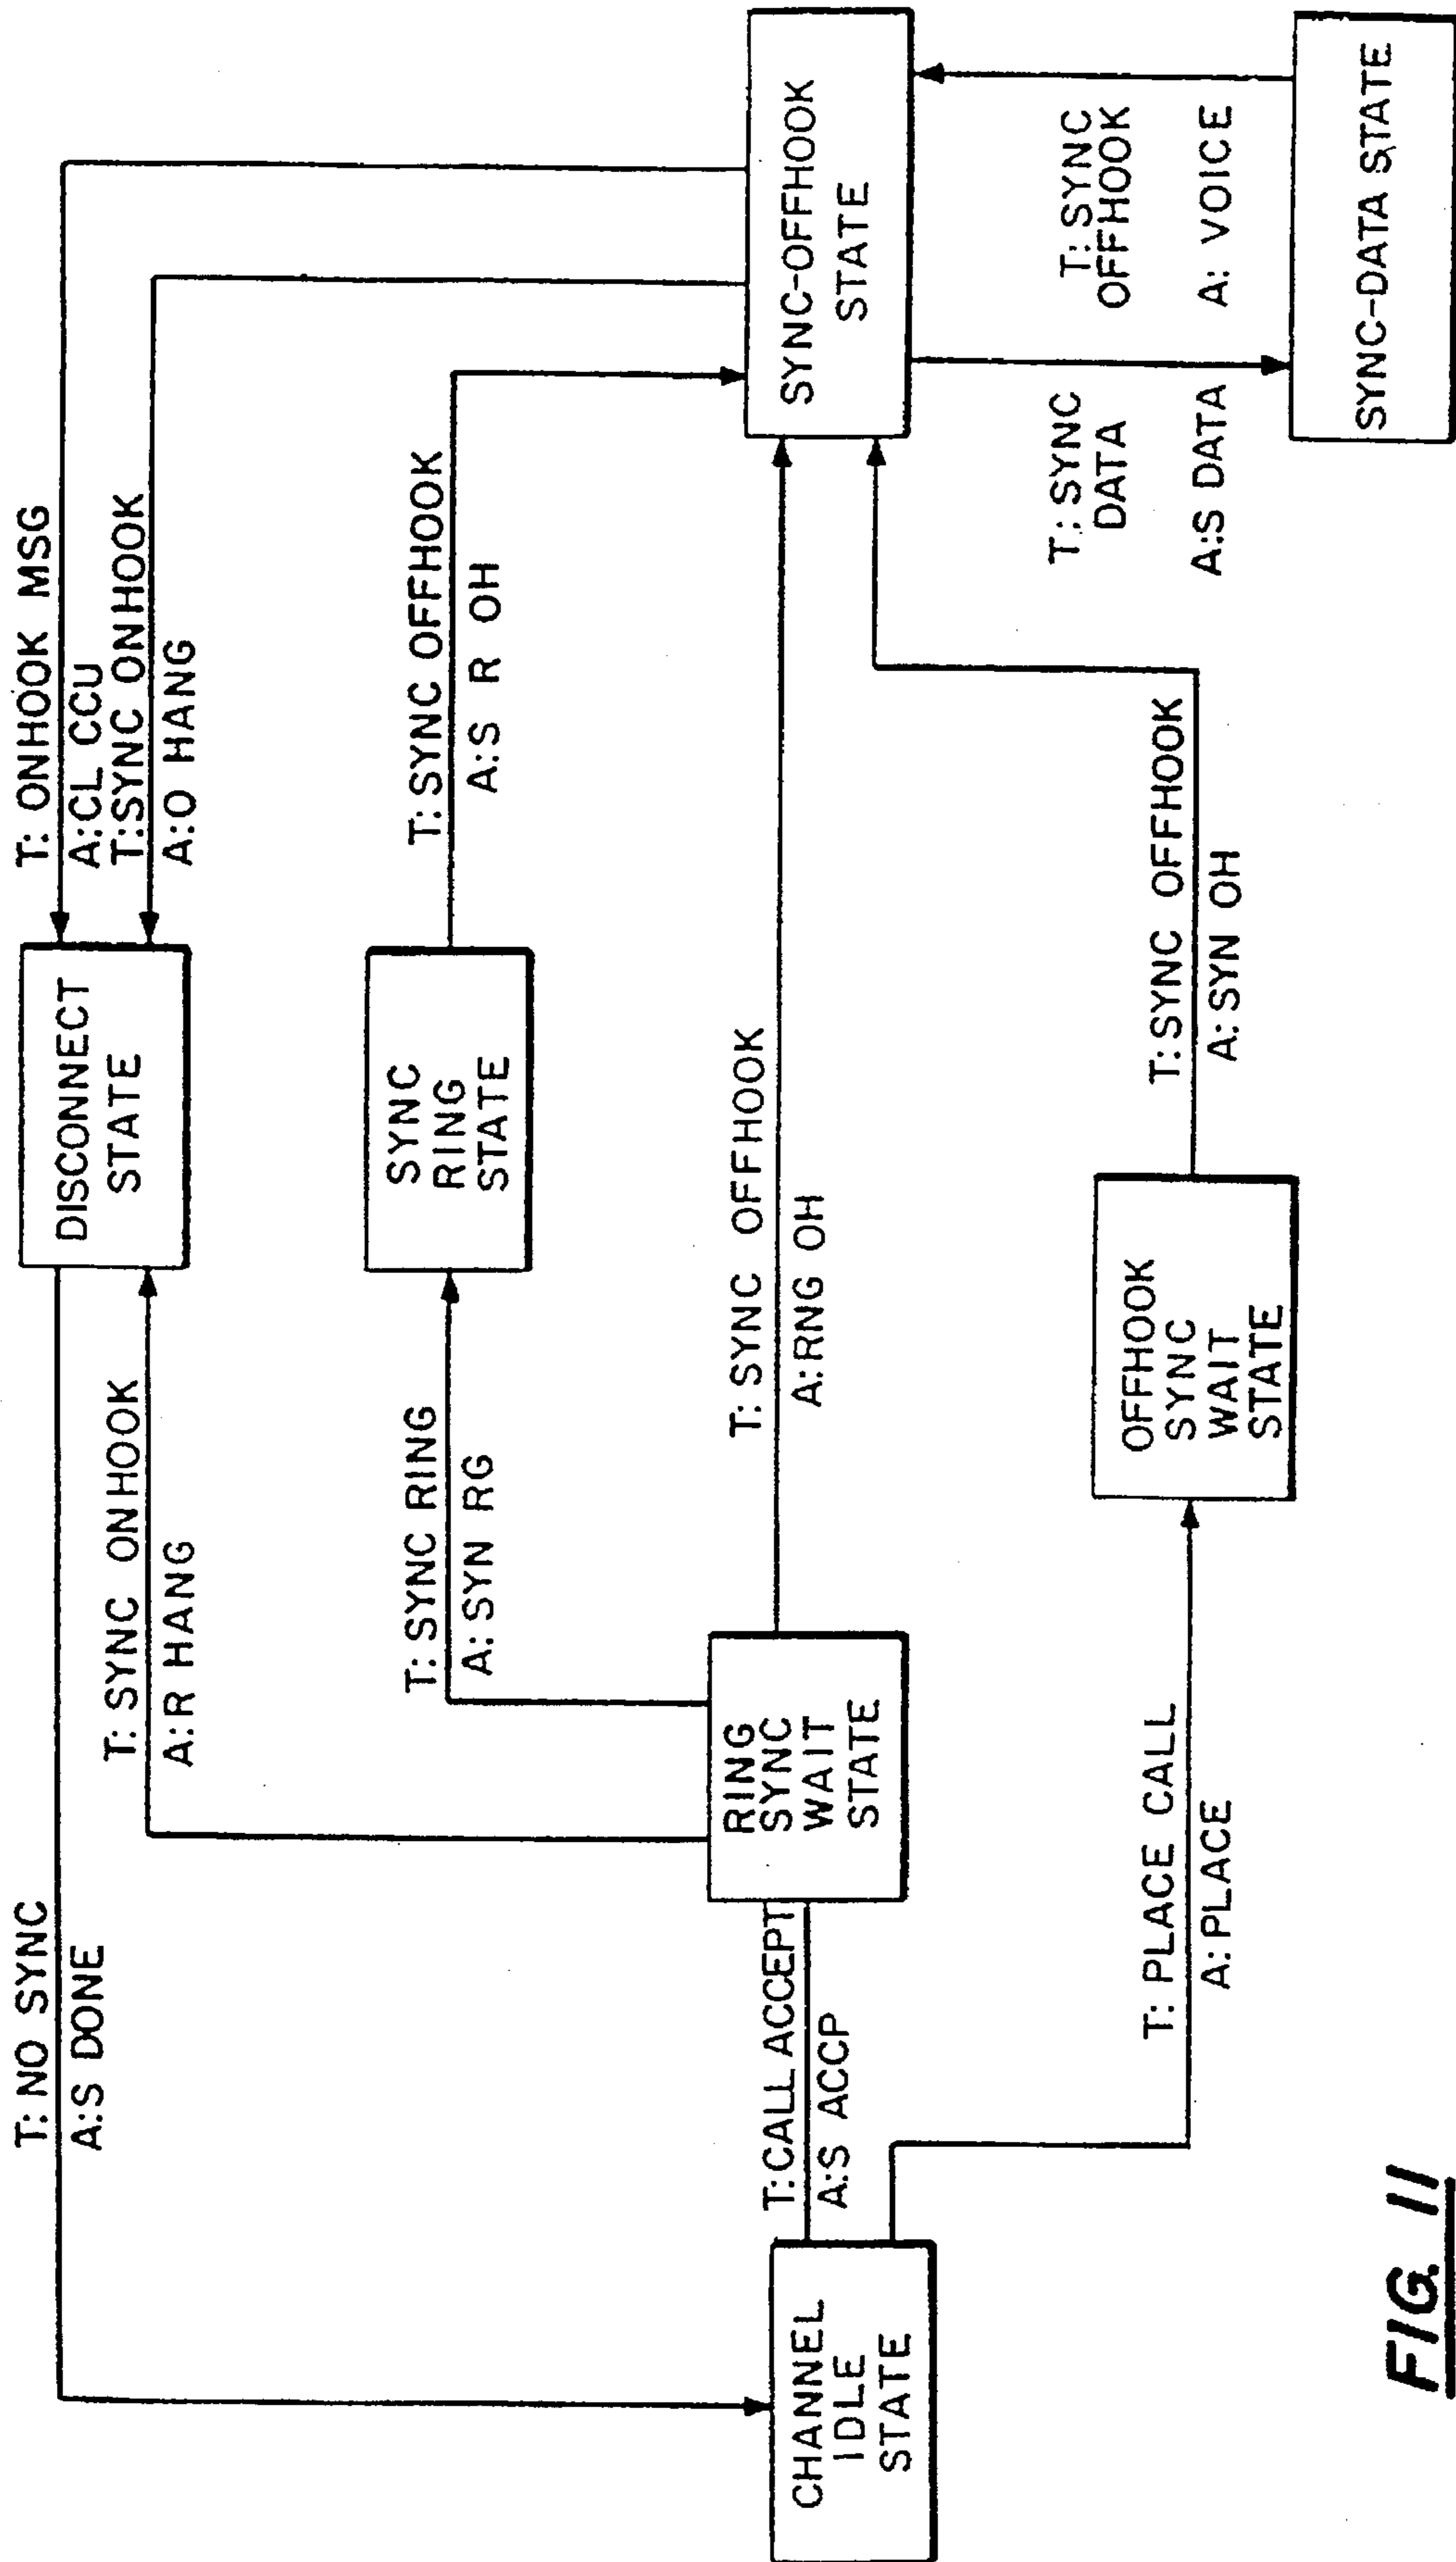 T: NO SYNC
A:S DONE
T: SYNC ONHOOK
A:R HANG
DISCONNECT
STATE
T: ONHOOK MSG
A:CL CCU
T:SYNC ONHOOK
A:O HANG
T:SYNC RING
A: SYN RG
SYNC
RING
STATE
T:SYNC OFFHOOK
A:S R OH
CHANNEL
IDLE
STATE
T:CALL ACCEPT
A:S ACCP
RING
SYNC
WAIT
STATE
T: SYNC OFFHOOK
A:RNG OH
SYNC-OFFHOOK
STATE
T: PLACE CALL
A: PLACE
OFFHOOK
SYNC
WAIT
STATE
T:SYNC OFFHOOK
A: SYN OH
T: SYNC
DATA
A:S DATA
T: SYNC
OFFHOOK
A: VOICE
SYNC-DATA STATE
FIG. 11